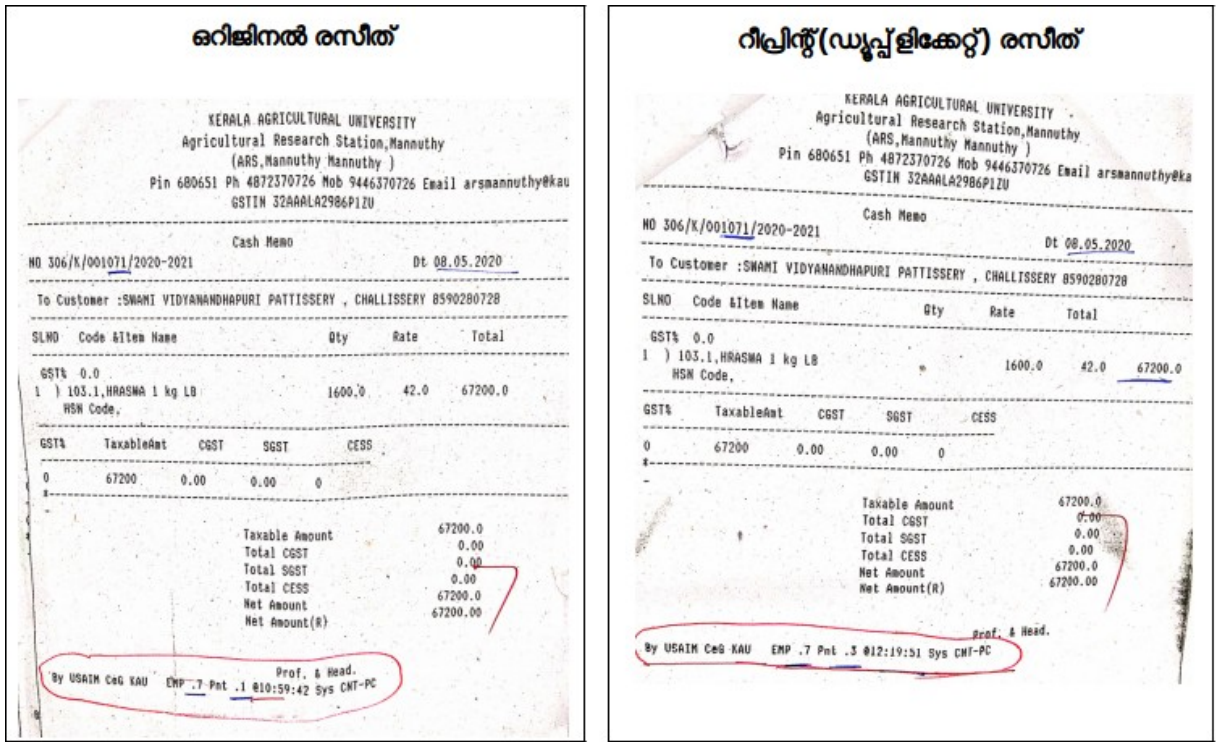 ഒറിജിനൽ രസീത്
KERALA AGRICULTURAL UNIVERSITY
Agricultural Research Station,Mannuthy
(ARS,Mannuthy Mannuthy )
Pin 680651 Ph 4872370726 Mob 9446370726 Email arsmannuthy@kau
GSTIN 32AAALA2986P1ZU
Cash Memo
NO 306/K/001071/2020-2021 Dt 08.05.2020
To Customer :SWAMI VIDYANANDHAPURI PATTISSERY , CHALLISSERY 8590280728
SLNO Code &Item Name Qty Rate Total
GST% 0.0
1 ) 103.1,HRASWA 1 kg LB 1600.0 42.0 67200.0
HSN Code,
GST% TaxableAmt CGST SGST CESS
0 67200 0.00 0.00 0
Taxable Amount 67200.0
Total CGST 0.00
Total SGST 0.00
Total CESS 0.00
Net Amount 67200.0
Net Amount(R) 67200.00
Prof. & Head.
By USAIM CeG KAU EMP .7 Pnt .1 @10:59:42 Sys CNT-PC
റീപ്രിന്റ് (ഡ്യൂപ്പ്ളിക്കേറ്റ്) രസീത്
KERALA AGRICULTURAL UNIVERSITY
Agricultural Research Station,Mannuthy
(ARS,Mannuthy Mannuthy )
Pin 680651 Ph 4872370726 Mob 9446370726 Email arsmannuthy@ka
GSTIN 32AAALA2986P1ZU
Cash Memo
NO 306/K/001071/2020-2021 Dt 08.05.2020
To Customer :SWAMI VIDYANANDHAPURI PATTISSERY , CHALLISSERY 8590280728
SLNO Code &Item Name Qty Rate Total
GST% 0.0
1 ) 103.1,HRASWA 1 kg LB 1600.0 42.0 67200.0
HSN Code,
GST% TaxableAmt CGST SGST CESS
0 67200 0.00 0.00 0
Taxable Amount 67200.0
Total CGST 0.00
Total SGST 0.00
Total CESS 0.00
Net Amount 67200.0
Net Amount(R) 67200.00
Prof. & Head.
By USAIM CeG KAU EMP .7 Pnt .3 @12:19:51 Sys CNT-PC